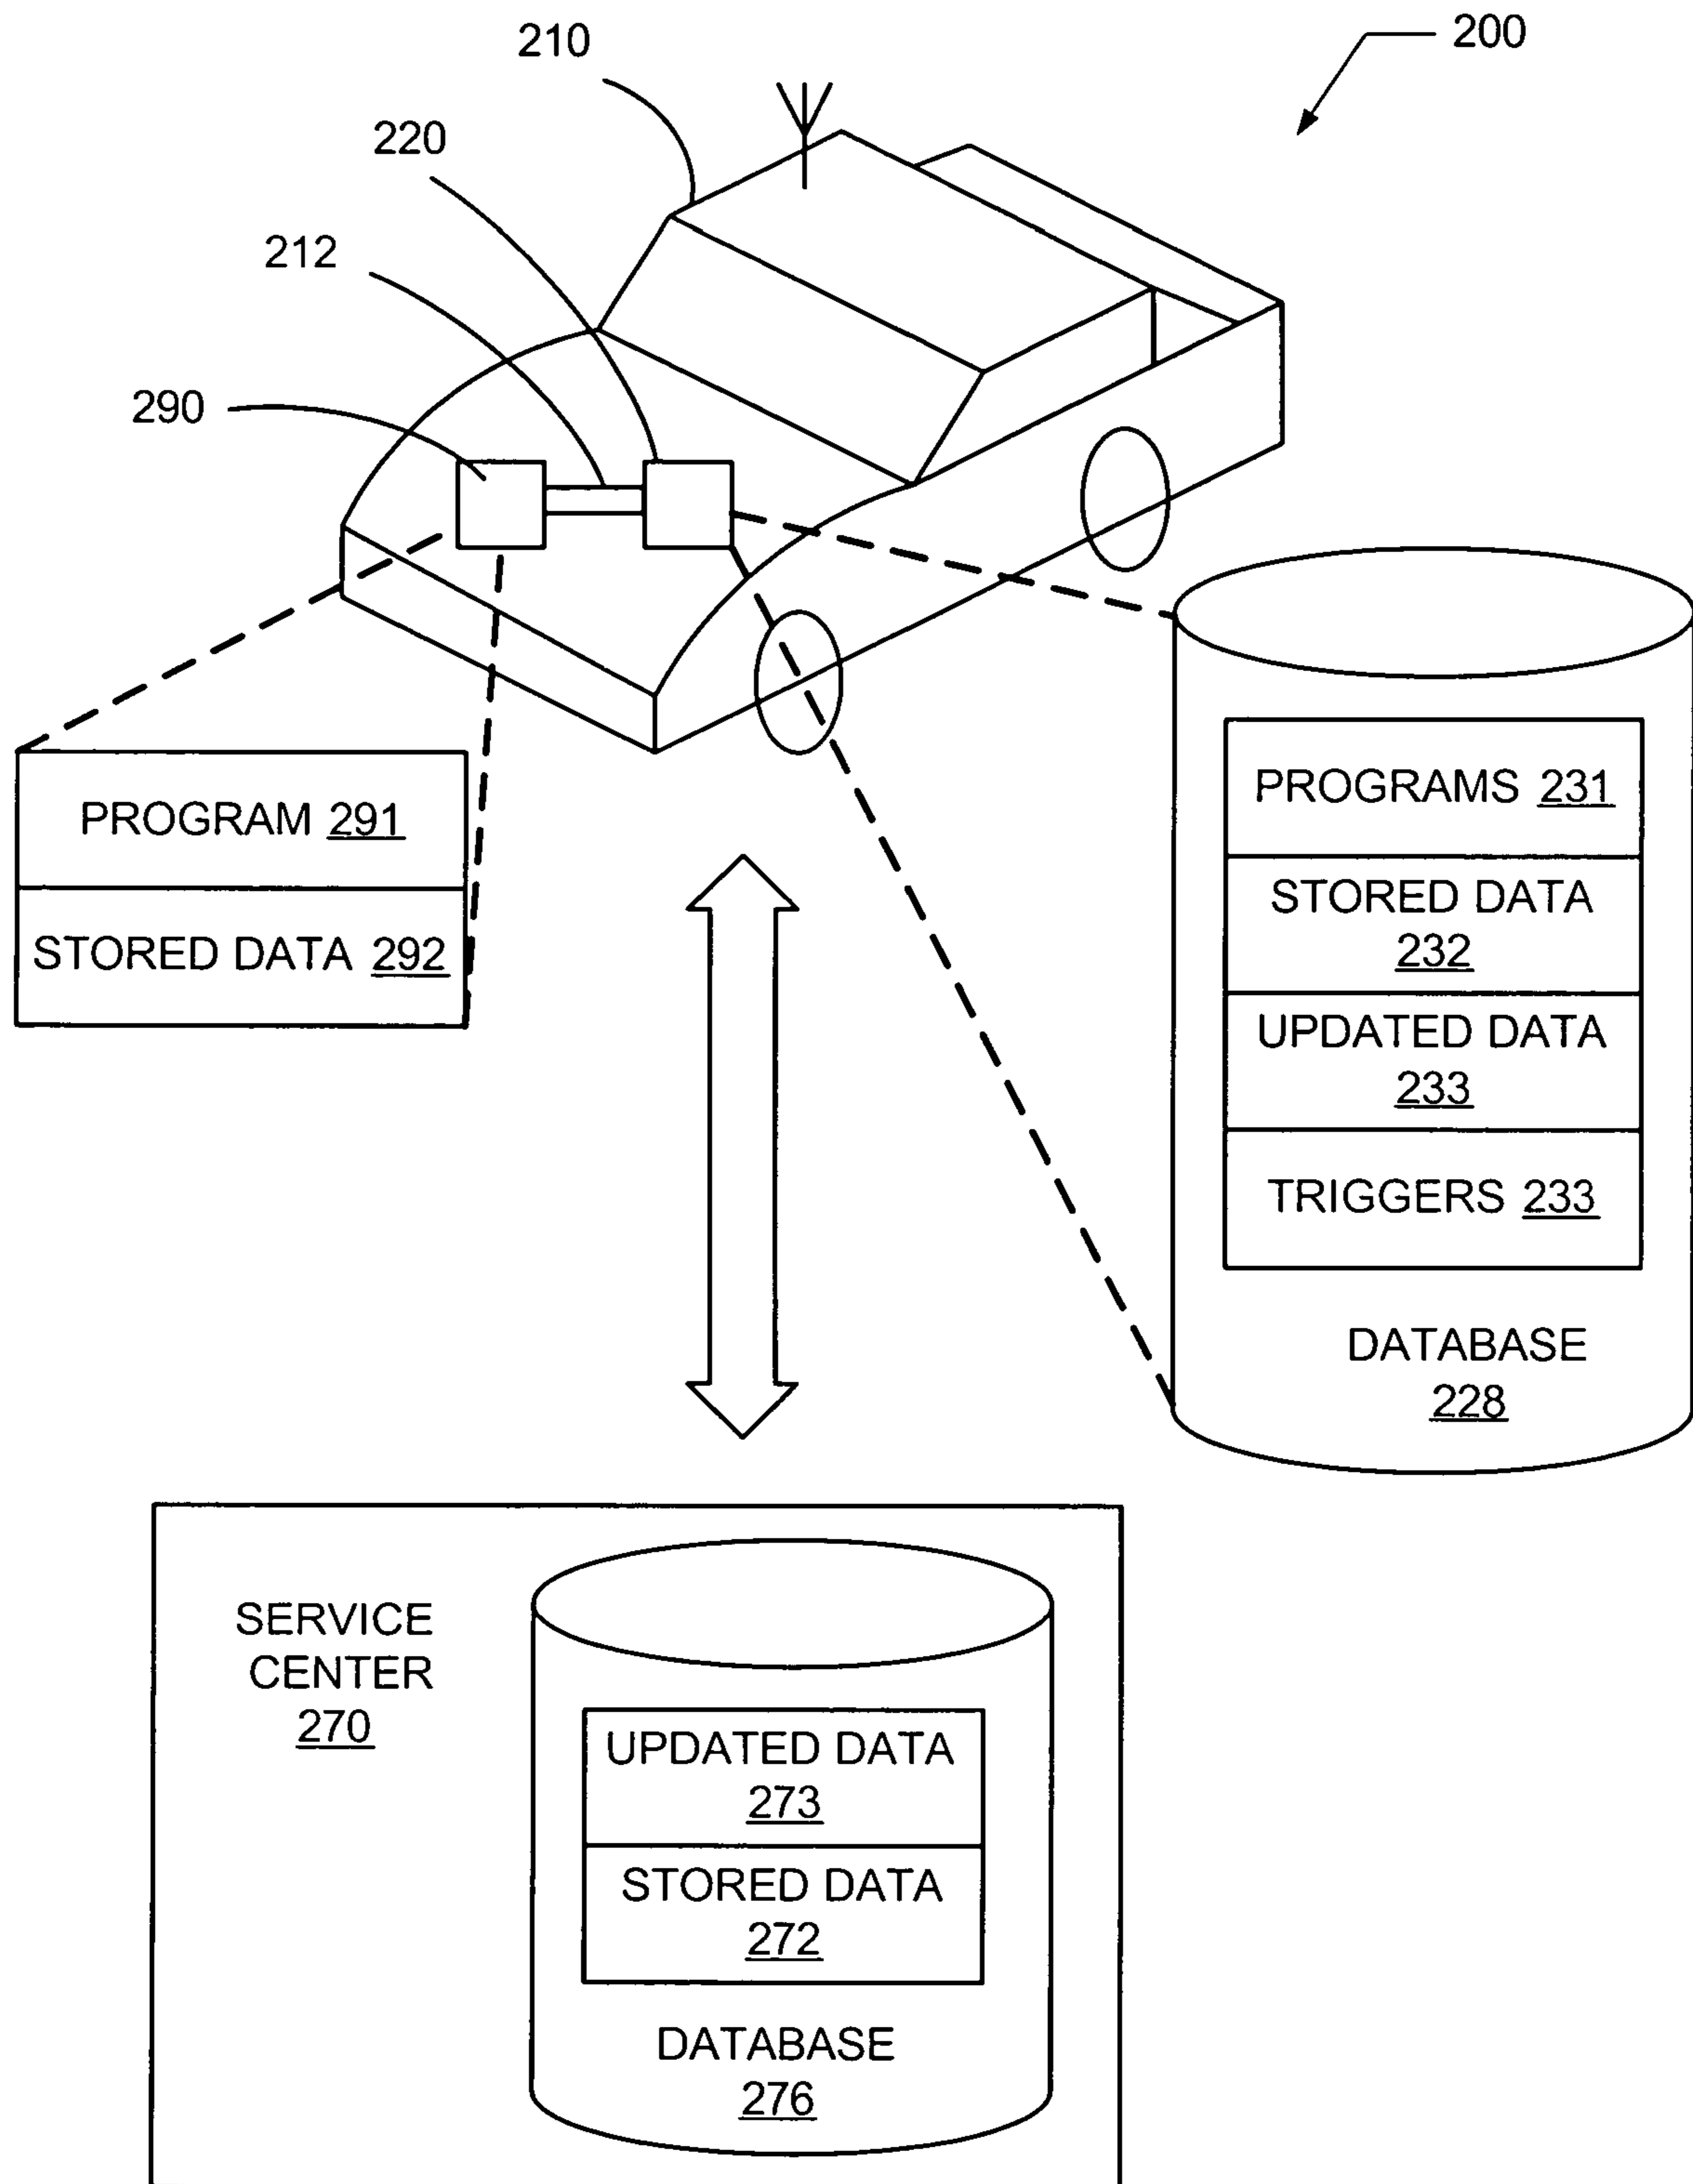 200
210
220
212
290
PROGRAM 291
STORED DATA 292
PROGRAMS 231
STORED DATA
232
UPDATED DATA
233
TRIGGERS 233
DATABASE
228
SERVICE
CENTER
270
UPDATED DATA
273
STORED DATA
272
DATABASE
276